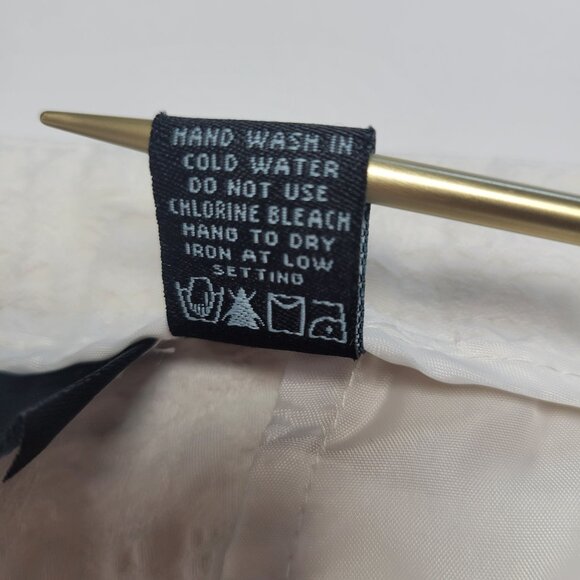 HAND WASH IN
COLD WATER
DO NOT USE
CHLORINE BLEACH
HANG TO DRY
IRON AT LOW
SETTING